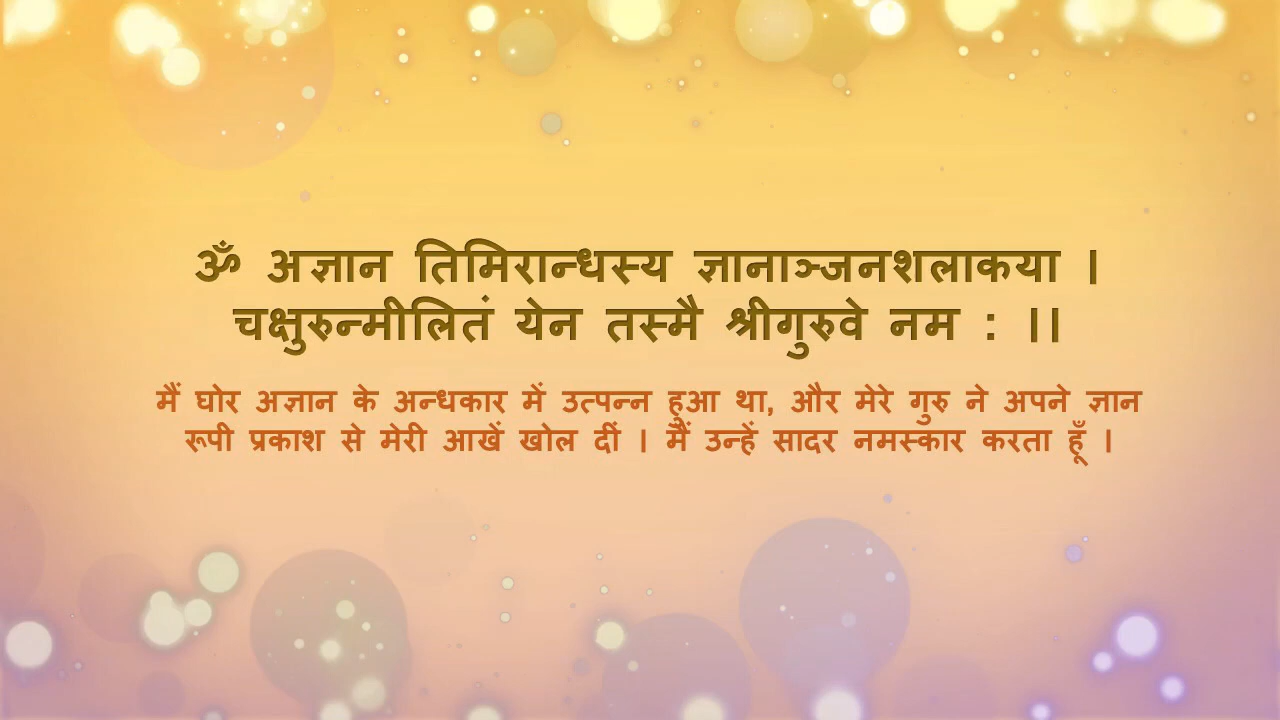 ॐ अज्ञान तिमिरान्धस्य ज्ञानाञ्जनशलाकया ।
चक्षुरुन्मीलितं येन तस्मै श्रीगुरुवे नम : ।।
मैं घोर अज्ञान के अन्धकार में उत्पन्न हुआ था, और मेरे गुरु ने अपने ज्ञान
रूपी प्रकाश से मेरी आखें खोल दीं । मैं उन्हें सादर नमस्कार करता हूँ ।